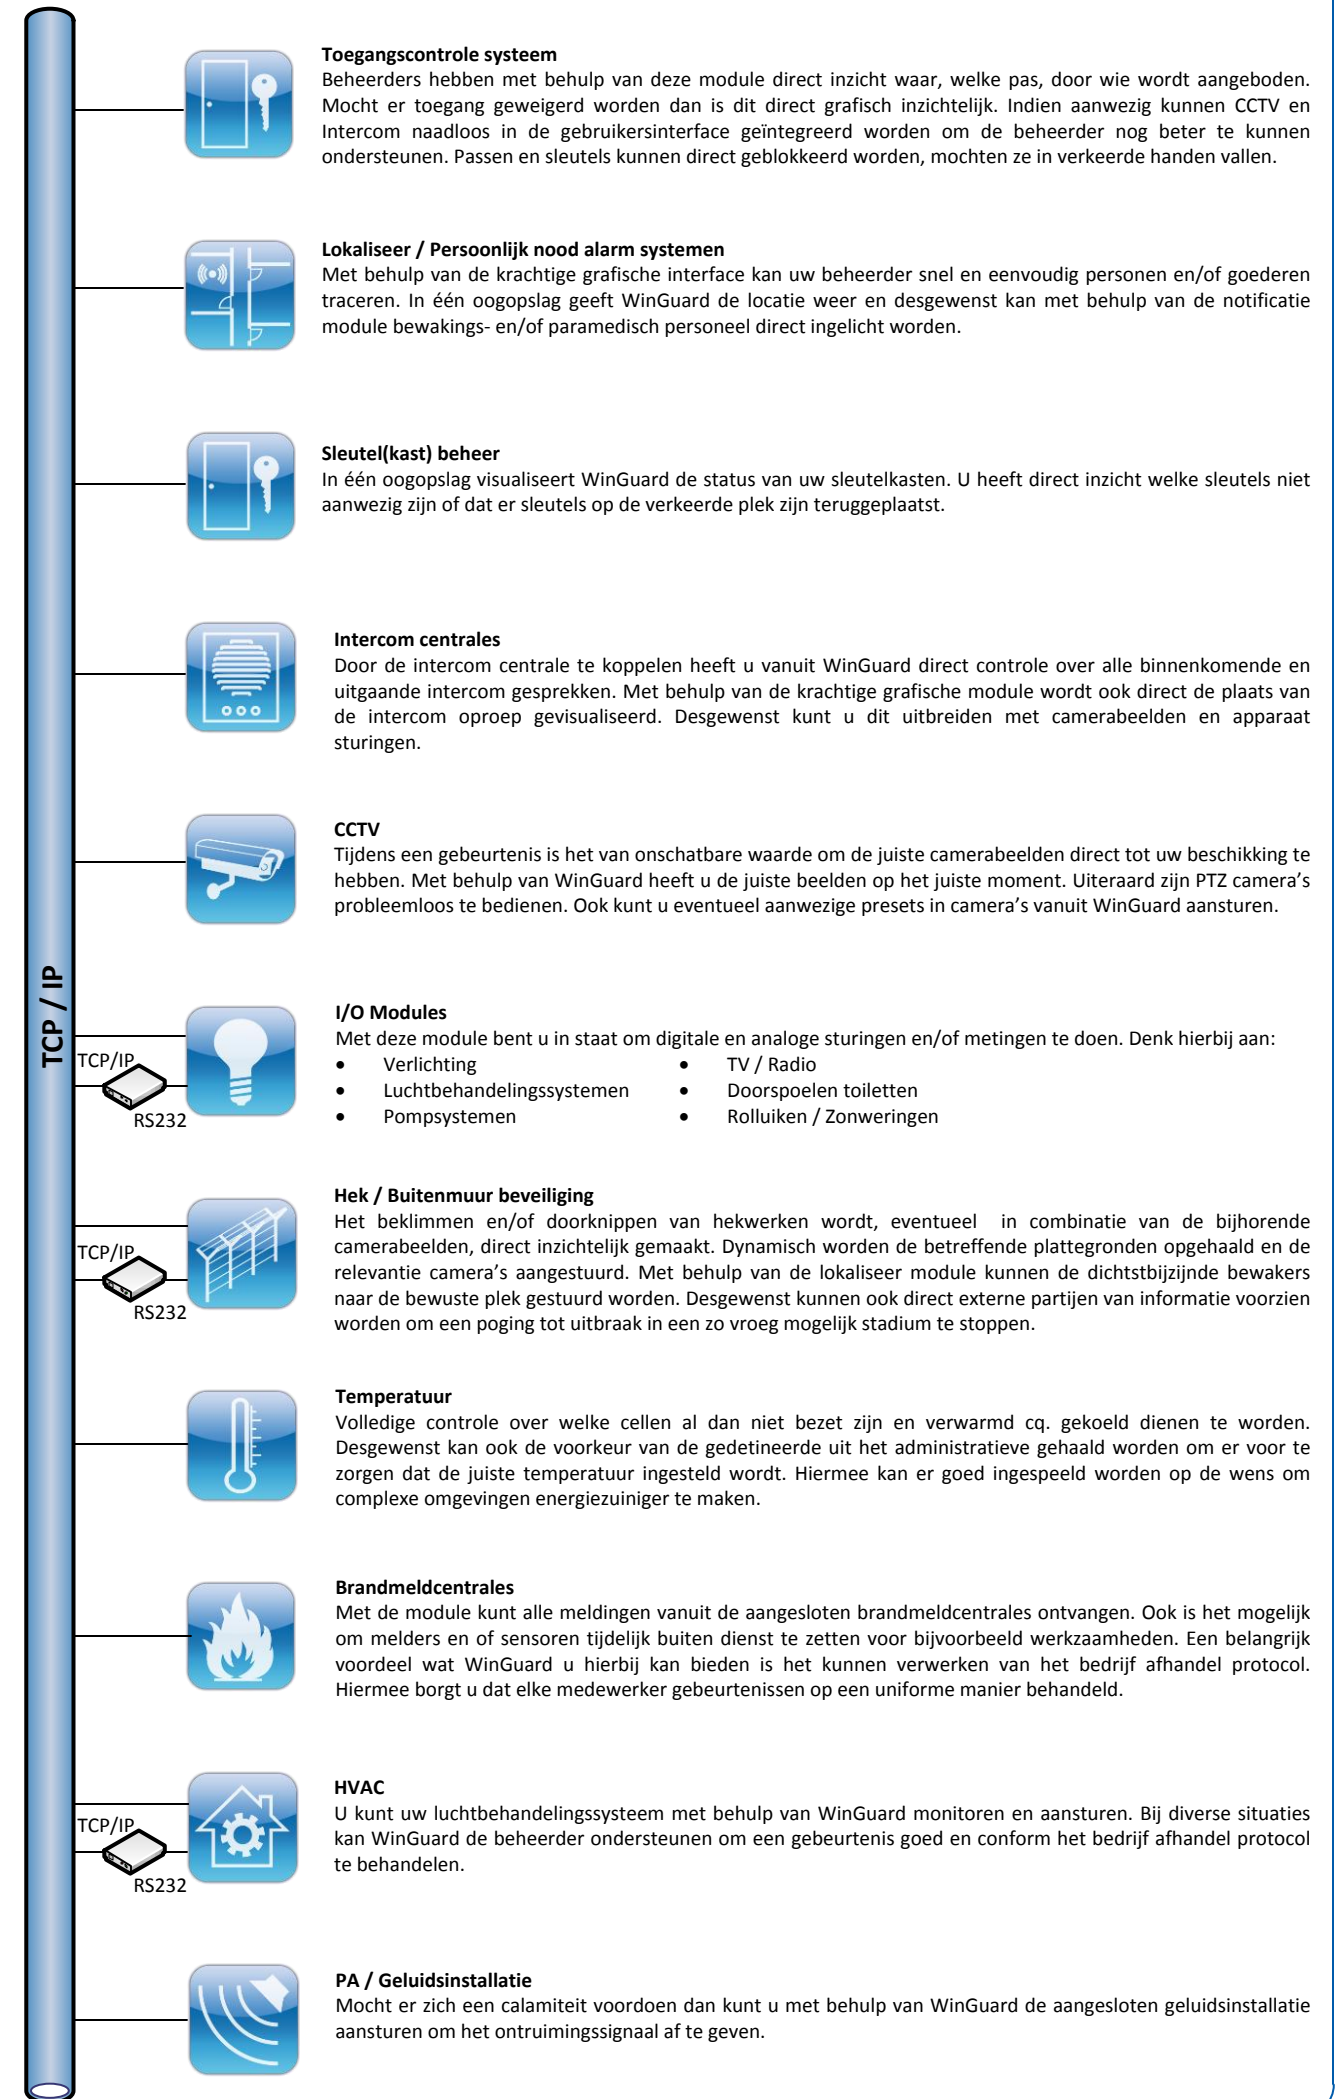 Toegangscontrole systeem
Beheerders hebben met behulp van deze module direct inzicht waar, welke pas, door wie wordt aangeboden.
Mocht er toegang geweigerd worden dan is dit direct grafisch inzichtelijk. Indien aanwezig kunnen CCTV en
Intercom naadloos in de gebruikersinterface geïntegreerd worden om de beheerder nog beter te kunnen
ondersteunen. Passen en sleutels kunnen direct geblokkeerd worden, mochten ze in verkeerde handen vallen.
Lokaliseer / Persoonlijk nood alarm systemen
Met behulp van de krachtige grafische interface kan uw beheerder snel en eenvoudig personen en/of goederen
traceren. In één oogopslag geeft WinGuard de locatie weer en desgewenst kan met behulp van de notificatie
module bewakings- en/of paramedisch personeel direct ingelicht worden.
Sleutel(kast) beheer
In één oogopslag visualiseert WinGuard de status van uw sleutelkasten. U heeft direct inzicht welke sleutels niet
aanwezig zijn of dat er sleutels op de verkeerde plek zijn teruggeplaatst.
Intercom centrales
Door de intercom centrale te koppelen heeft u vanuit WinGuard direct controle over alle binnenkomende en
uitgaande intercom gesprekken. Met behulp van de krachtige grafische module wordt ook direct de plaats van
de intercom oproep gevisualiseerd. Desgewenst kunt u dit uitbreiden met camerabeelden en apparaat
sturingen.
CCTV
Tijdens een gebeurtenis is het van onschatbare waarde om de juiste camerabeelden direct tot uw beschikking te
hebben. Met behulp van WinGuard heeft u de juiste beelden op het juiste moment. Uiteraard zijn PTZ camera’s
probleemloos te bedienen. Ook kunt u eventueel aanwezige presets in camera’s vanuit WinGuard aansturen.
TCP / IP
I/O Modules
Met deze module bent u in staat om digitale en analoge sturingen en/of metingen te doen. Denk hierbij aan:
TCP/IP
RS232
• Verlichting • TV / Radio
• Luchtbehandelingssystemen • Doorspoelen toiletten
• Pompsystemen • Rolluiken / Zonweringen
Hek / Buitenmuur beveiliging
Het beklimmen en/of doorknippen van hekwerken wordt, eventueel in combinatie van de bijhorende
camerabeelden, direct inzichtelijk gemaakt. Dynamisch worden de betreffende plattegronden opgehaald en de
relevantie camera’s aangestuurd. Met behulp van de lokaliseer module kunnen de dichtstbijzijnde bewakers
naar de bewuste plek gestuurd worden. Desgewenst kunnen ook direct externe partijen van informatie voorzien
worden om een poging tot uitbraak in een zo vroeg mogelijk stadium te stoppen.
TCP/IP
RS232
Temperatuur
Volledige controle over welke cellen al dan niet bezet zijn en verwarmd cq. gekoeld dienen te worden.
Desgewenst kan ook de voorkeur van de gedetineerde uit het administratieve gehaald worden om er voor te
zorgen dat de juiste temperatuur ingesteld wordt. Hiermee kan er goed ingespeeld worden op de wens om
complexe omgevingen energiezuiniger te maken.
Brandmeldcentrales
Met de module kunt alle meldingen vanuit de aangesloten brandmeldcentrales ontvangen. Ook is het mogelijk
om melders en of sensoren tijdelijk buiten dienst te zetten voor bijvoorbeeld werkzaamheden. Een belangrijk
voordeel wat WinGuard u hierbij kan bieden is het kunnen verwerken van het bedrijf afhandel protocol.
Hiermee borgt u dat elke medewerker gebeurtenissen op een uniforme manier behandeld.
HVAC
U kunt uw luchtbehandelingssysteem met behulp van WinGuard monitoren en aansturen. Bij diverse situaties
kan WinGuard de beheerder ondersteunen om een gebeurtenis goed en conform het bedrijf afhandel protocol
te behandelen.
TCP/IP
RS232
PA / Geluidsinstallatie
Mocht er zich een calamiteit voordoen dan kunt u met behulp van WinGuard de aangesloten geluidsinstallatie
aansturen om het ontruimingssignaal af te geven.